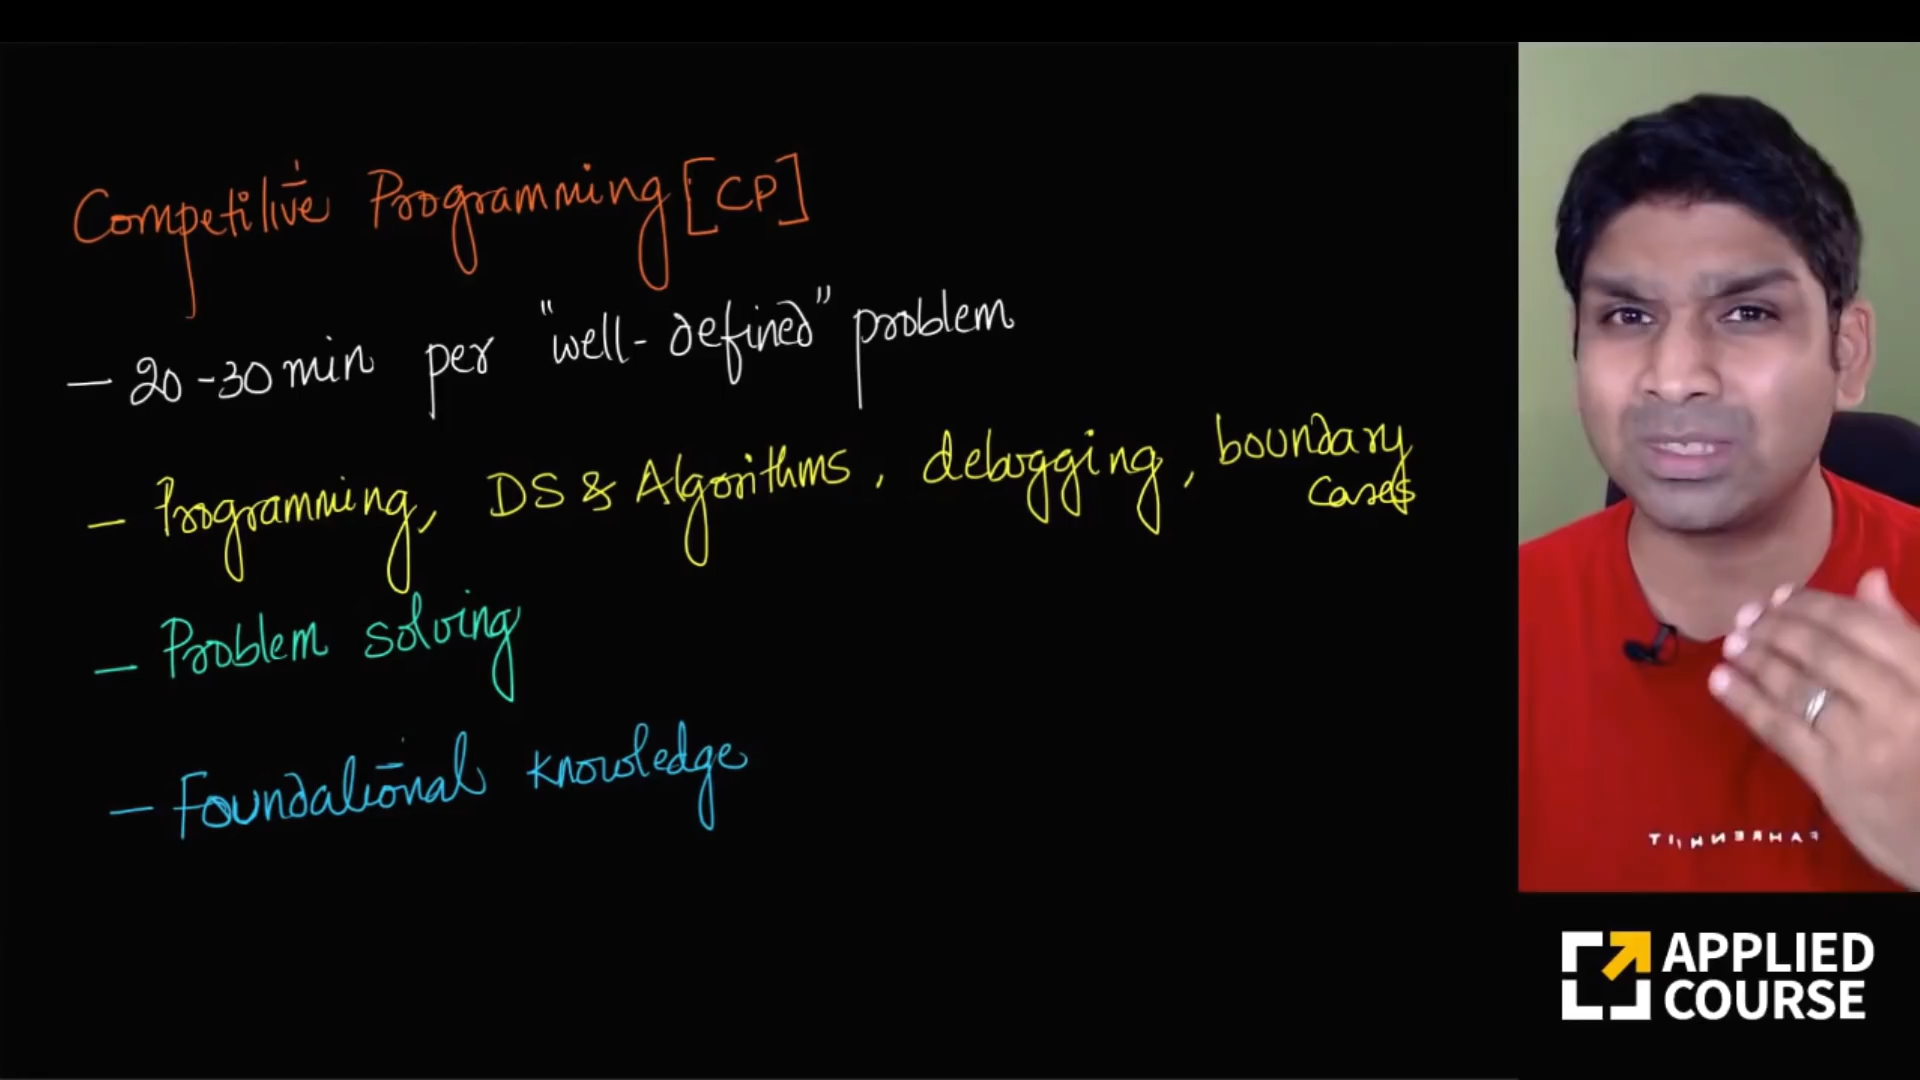 Competitive Programming [CP]
- 20-30 min per "well-defined" problem
- Programming, DS & Algorithms, debugging, boundary
cases
- Problem solving
- Foundational knowledge
FAHRENHEIT
APPLIED
COURSE